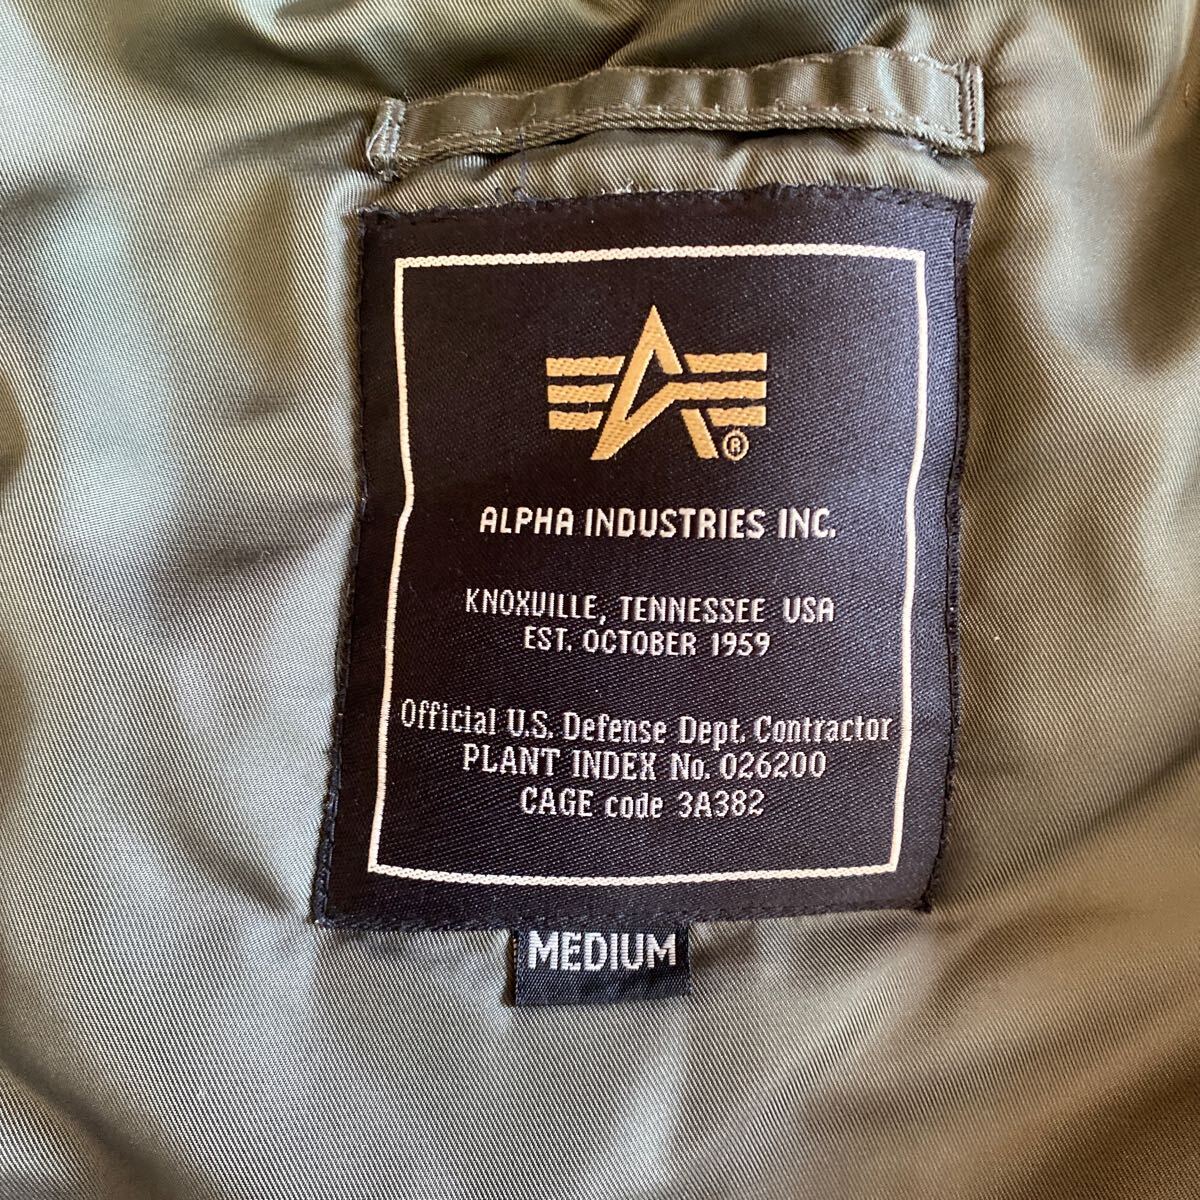 ®
ALPHA INDUSTRIES INC.
KNOXVILLE, TENNESSEE USA
EST. OCTOBER 1959
Official U.S. Defense Dept. Contractor
PLANT INDEX No. 026200
CAGE code 3A382
MEDIUM